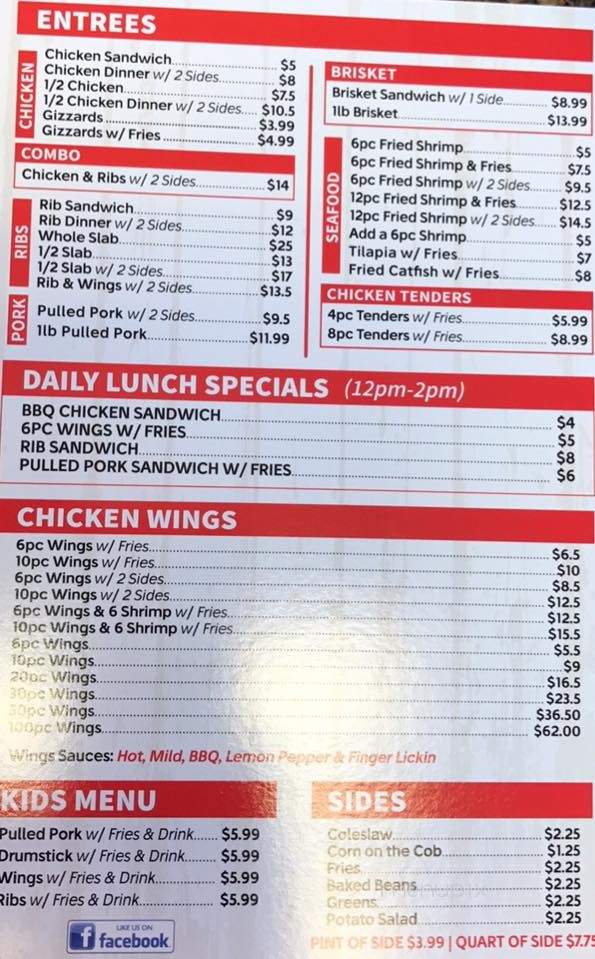 ENTREES
CHICKEN
Chicken Sandwich $5
Chicken Dinner w/ 2 Sides $8
1/2 Chicken $7.5
1/2 Chicken Dinner w/ 2 Sides $10.5
Gizzards $3.99
Gizzards w/ Fries $4.99
COMBO
Chicken & Ribs w/ 2 Sides $14
RIBS
Rib Sandwich $9
Rib Dinner w/ 2 Sides $12
Whole Slab $25
1/2 Slab $13
1/2 Slab w/ 2 Sides $17
Rib & Wings w/ 2 Sides $13.5
PORK
Pulled Pork w/ 2 Sides $9.5
1lb Pulled Pork $11.99
BRISKET
Brisket Sandwich w/ 1 Side $8.99
1lb Brisket $13.99
SEAFOOD
6pc Fried Shrimp $5
6pc Fried Shrimp & Fries $7.5
6pc Fried Shrimp w/ 2 Sides $9.5
12pc Fried Shrimp & Fries $12.5
12pc Fried Shrimp w/ 2 Sides $14.5
Add a 6pc Shrimp $5
Tilapia w/ Fries $7
Fried Catfish w/ Fries $8
CHICKEN TENDERS
4pc Tenders w/ Fries $5.99
8pc Tenders w/ Fries $8.99
DAILY LUNCH SPECIALS (12pm-2pm)
BBQ CHICKEN SANDWICH $4
6PC WINGS W/ FRIES $5
RIB SANDWICH $8
PULLED PORK SANDWICH W/ FRIES $6
CHICKEN WINGS
6pc Wings w/ Fries $6.5
10pc Wings w/ Fries $10
6pc Wings w/ 2 Sides $8.5
10pc Wings w/ 2 Sides $12.5
6pc Wings & 6 Shrimp w/ Fries $12.5
10pc Wings & 6 Shrimp w/ Fries $15.5
6pc Wings $5.5
10pc Wings $9
20pc Wings $16.5
30pc Wings $23.5
50pc Wings $36.50
100pc Wings $62.00
Wings Sauces: Hot, Mild, BBQ, Lemon Pepper & Finger Lickin
KIDS MENU
Pulled Pork w/ Fries & Drink $5.99
Drumstick w/ Fries & Drink $5.99
Wings w/ Fries & Drink $5.99
Ribs w/ Fries & Drink $5.99
LIKE US ON
f facebook
SIDES
Coleslaw $2.25
Corn on the Cob $1.25
Fries $2.25
Baked Beans $2.25
Greens $2.25
Potato Salad $2.25
PINT OF SIDE $3.99 | QUART OF SIDE $7.75